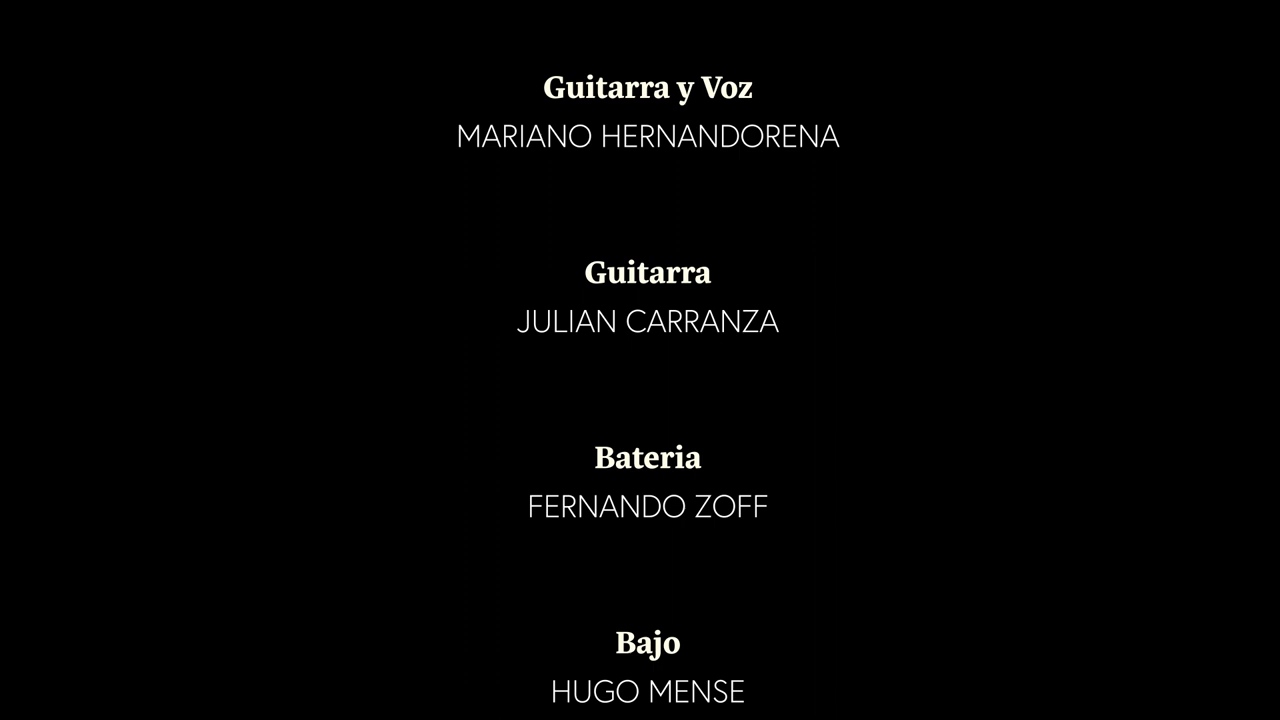 Guitarra y Voz
MARIANO HERNANDORENA
Guitarra
JULIAN CARRANZA
Bateria
FERNANDO ZOFF
Bajo
HUGO MENSE